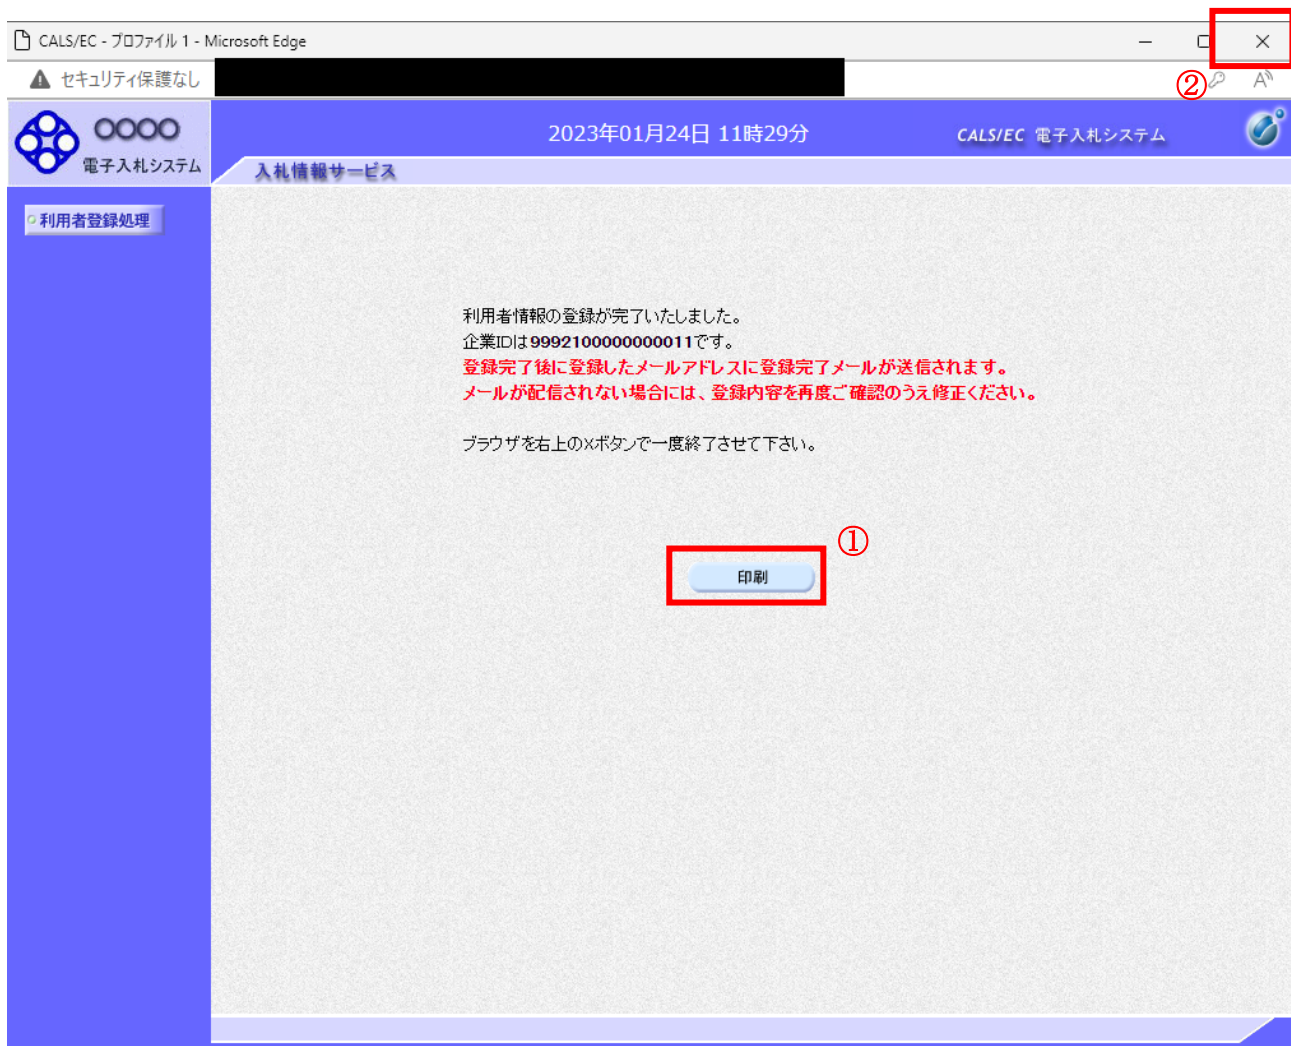 CALS/EC - プロファイル 1 - Microsoft Edge
セキュリティ保護なし
②
○○○○
電子入札システム
2023年01月24日 11時29分
CALS/EC 電子入札システム
入札情報サービス
利用者登録処理
利用者情報の登録が完了いたしました。
企業IDは9992100000000011です。
登録完了後に登録したメールアドレスに登録完了メールが送信されます。
メールが配信されない場合には、登録内容を再度ご確認のうえ修正ください。
ブラウザを右上の×ボタンで一度終了させて下さい。
①
印刷